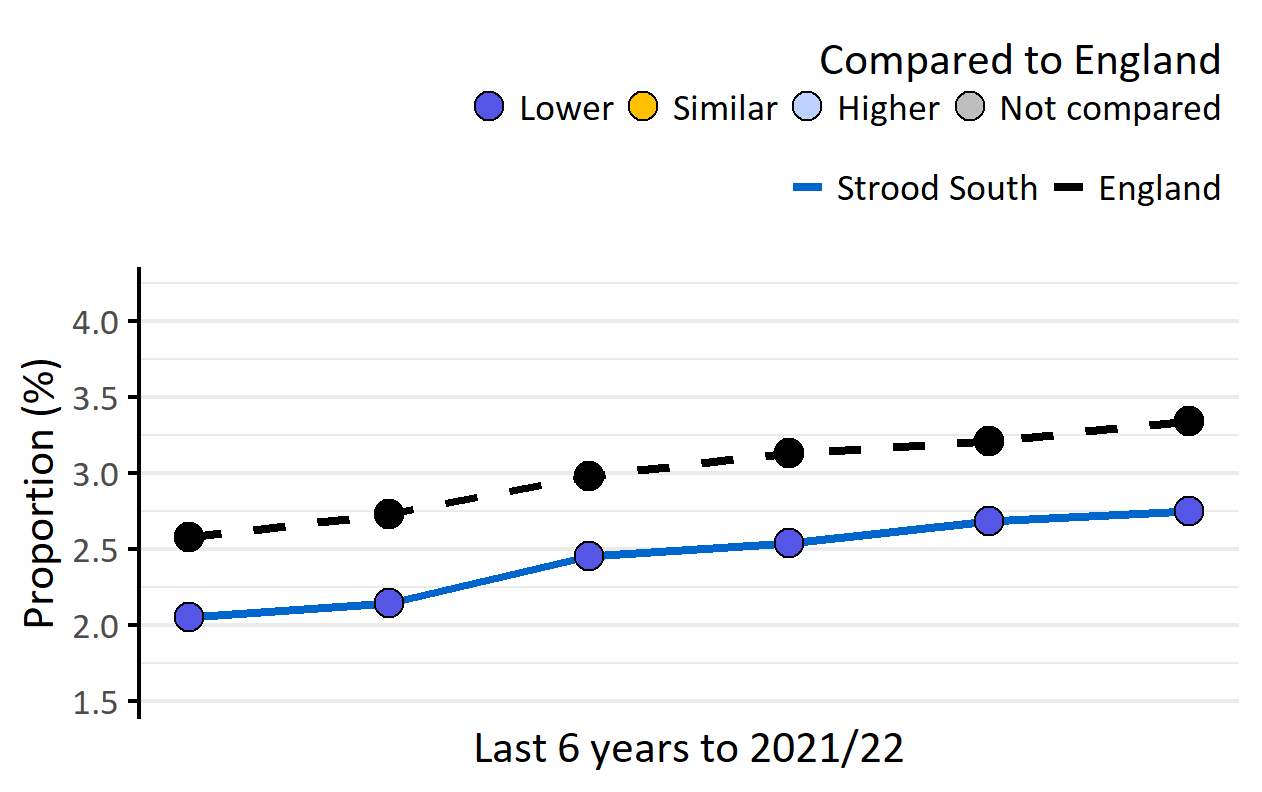 Compared to England
Lower Similar Higher Not compared
Strood South England
Proportion (%)
4.0
3.5
3.0
2.5
2.0
1.5
Last 6 years to 2021/22